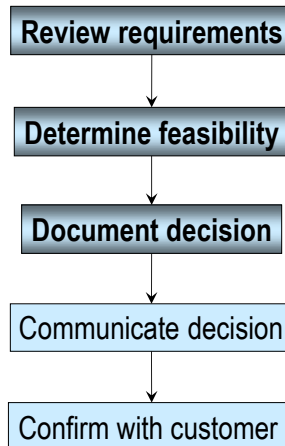 Review requirements
Determine feasibility
Document decision
Communicate decision
Confirm with customer